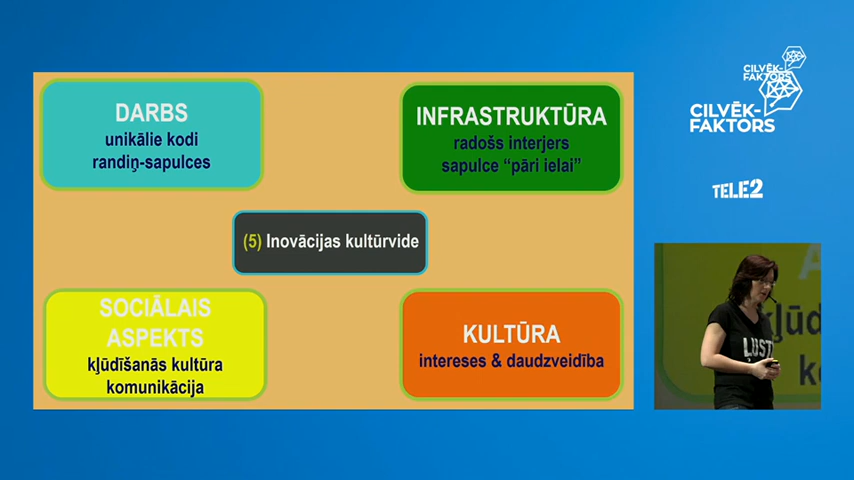 DARBS
unikālie kodi
randiņ-sapulces
INFRASTRUKTŪRA
radošs interjers
sapulce “pāri ielai”
(5) Inovācijas kultūrvide
SOCIĀLAIS
ASPEKTS
kļūdīšanās kultūra
komunikācija
KULTŪRA
intereses & daudzveidība
CILVĒK-
FAKTORS
CILVĒK-
FAKTORS
TELE2